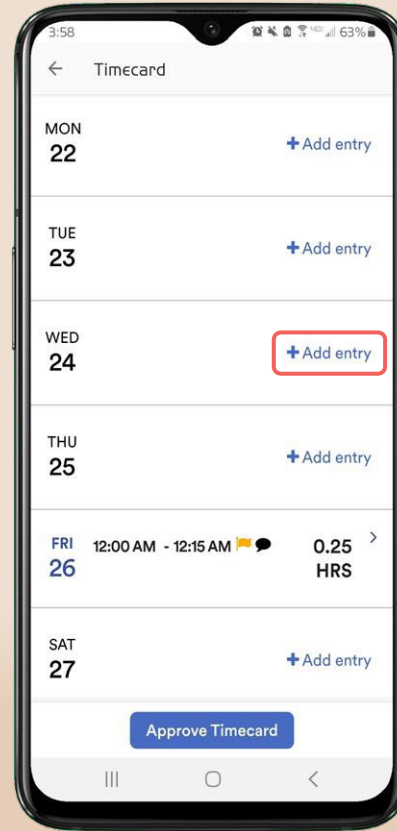 3:58 63%
Timecard
MON
22
+ Add entry
TUE
23
+ Add entry
WED
24
+ Add entry
THU
25
+ Add entry
FRI
26
12:00 AM - 12:15 AM
0.25
HRS
SAT
27
+ Add entry
Approve Timecard